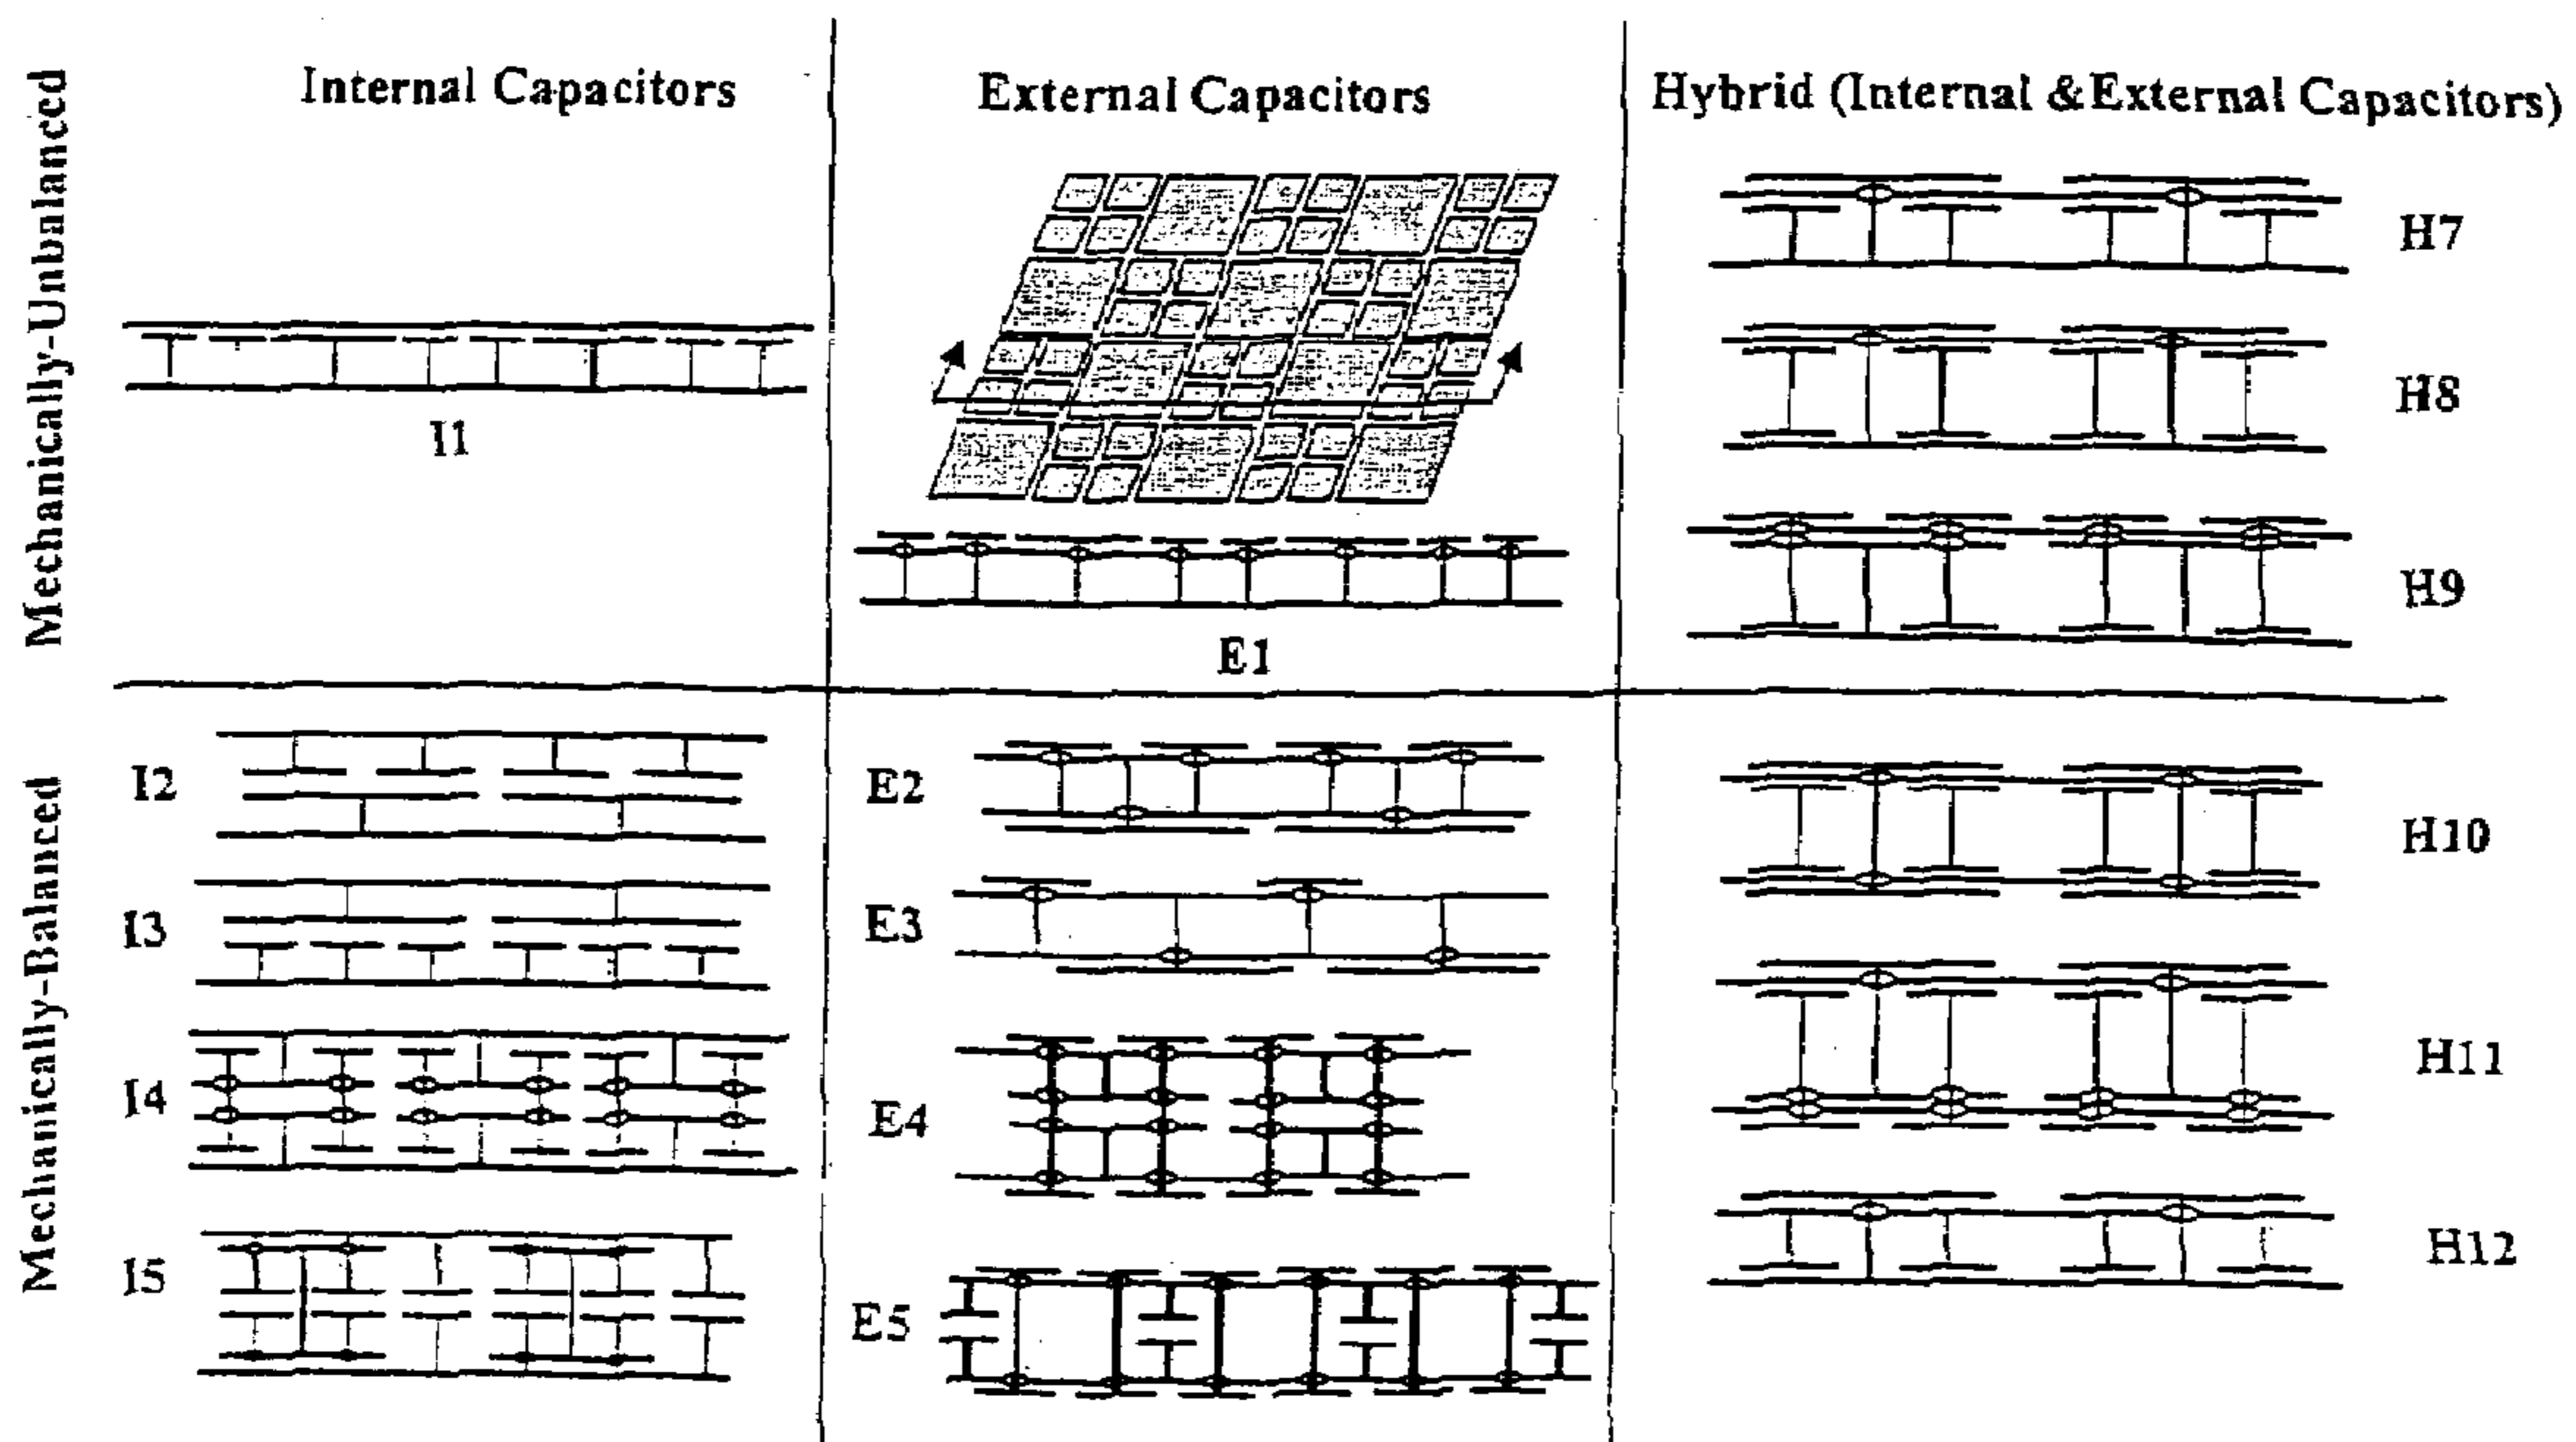 Internal Capacitors
External Capacitors
Hybrid (Internal & External Capacitors)
Mechanically-Unbalanced
I1
E1
H7
H8
H9
Mechanically-Balanced
I2
I3
I4
I5
E2
E3
E4
E5
H10
H11
H12